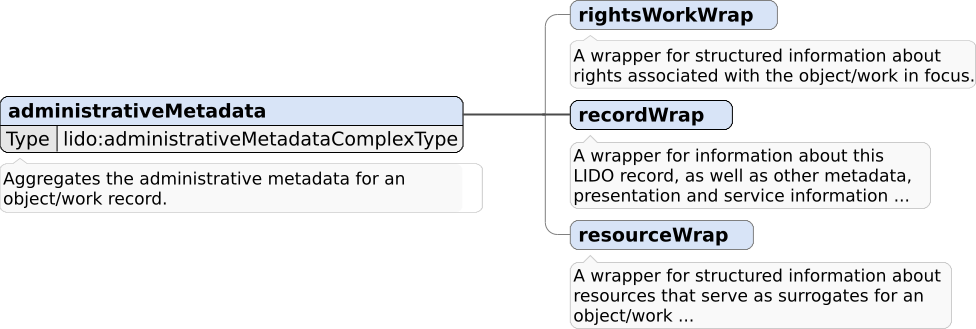 administrativeMetadata
Type lido:administrativeMetadataComplexType
Aggregates the administrative metadata for an
object/work record.
rightsWorkWrap
A wrapper for structured information about
rights associated with the object/work in focus.
recordWrap
A wrapper for information about this
LIDO record, as well as other metadata,
presentation and service information ...
resourceWrap
A wrapper for structured information about
resources that serve as surrogates for an
object/work ...